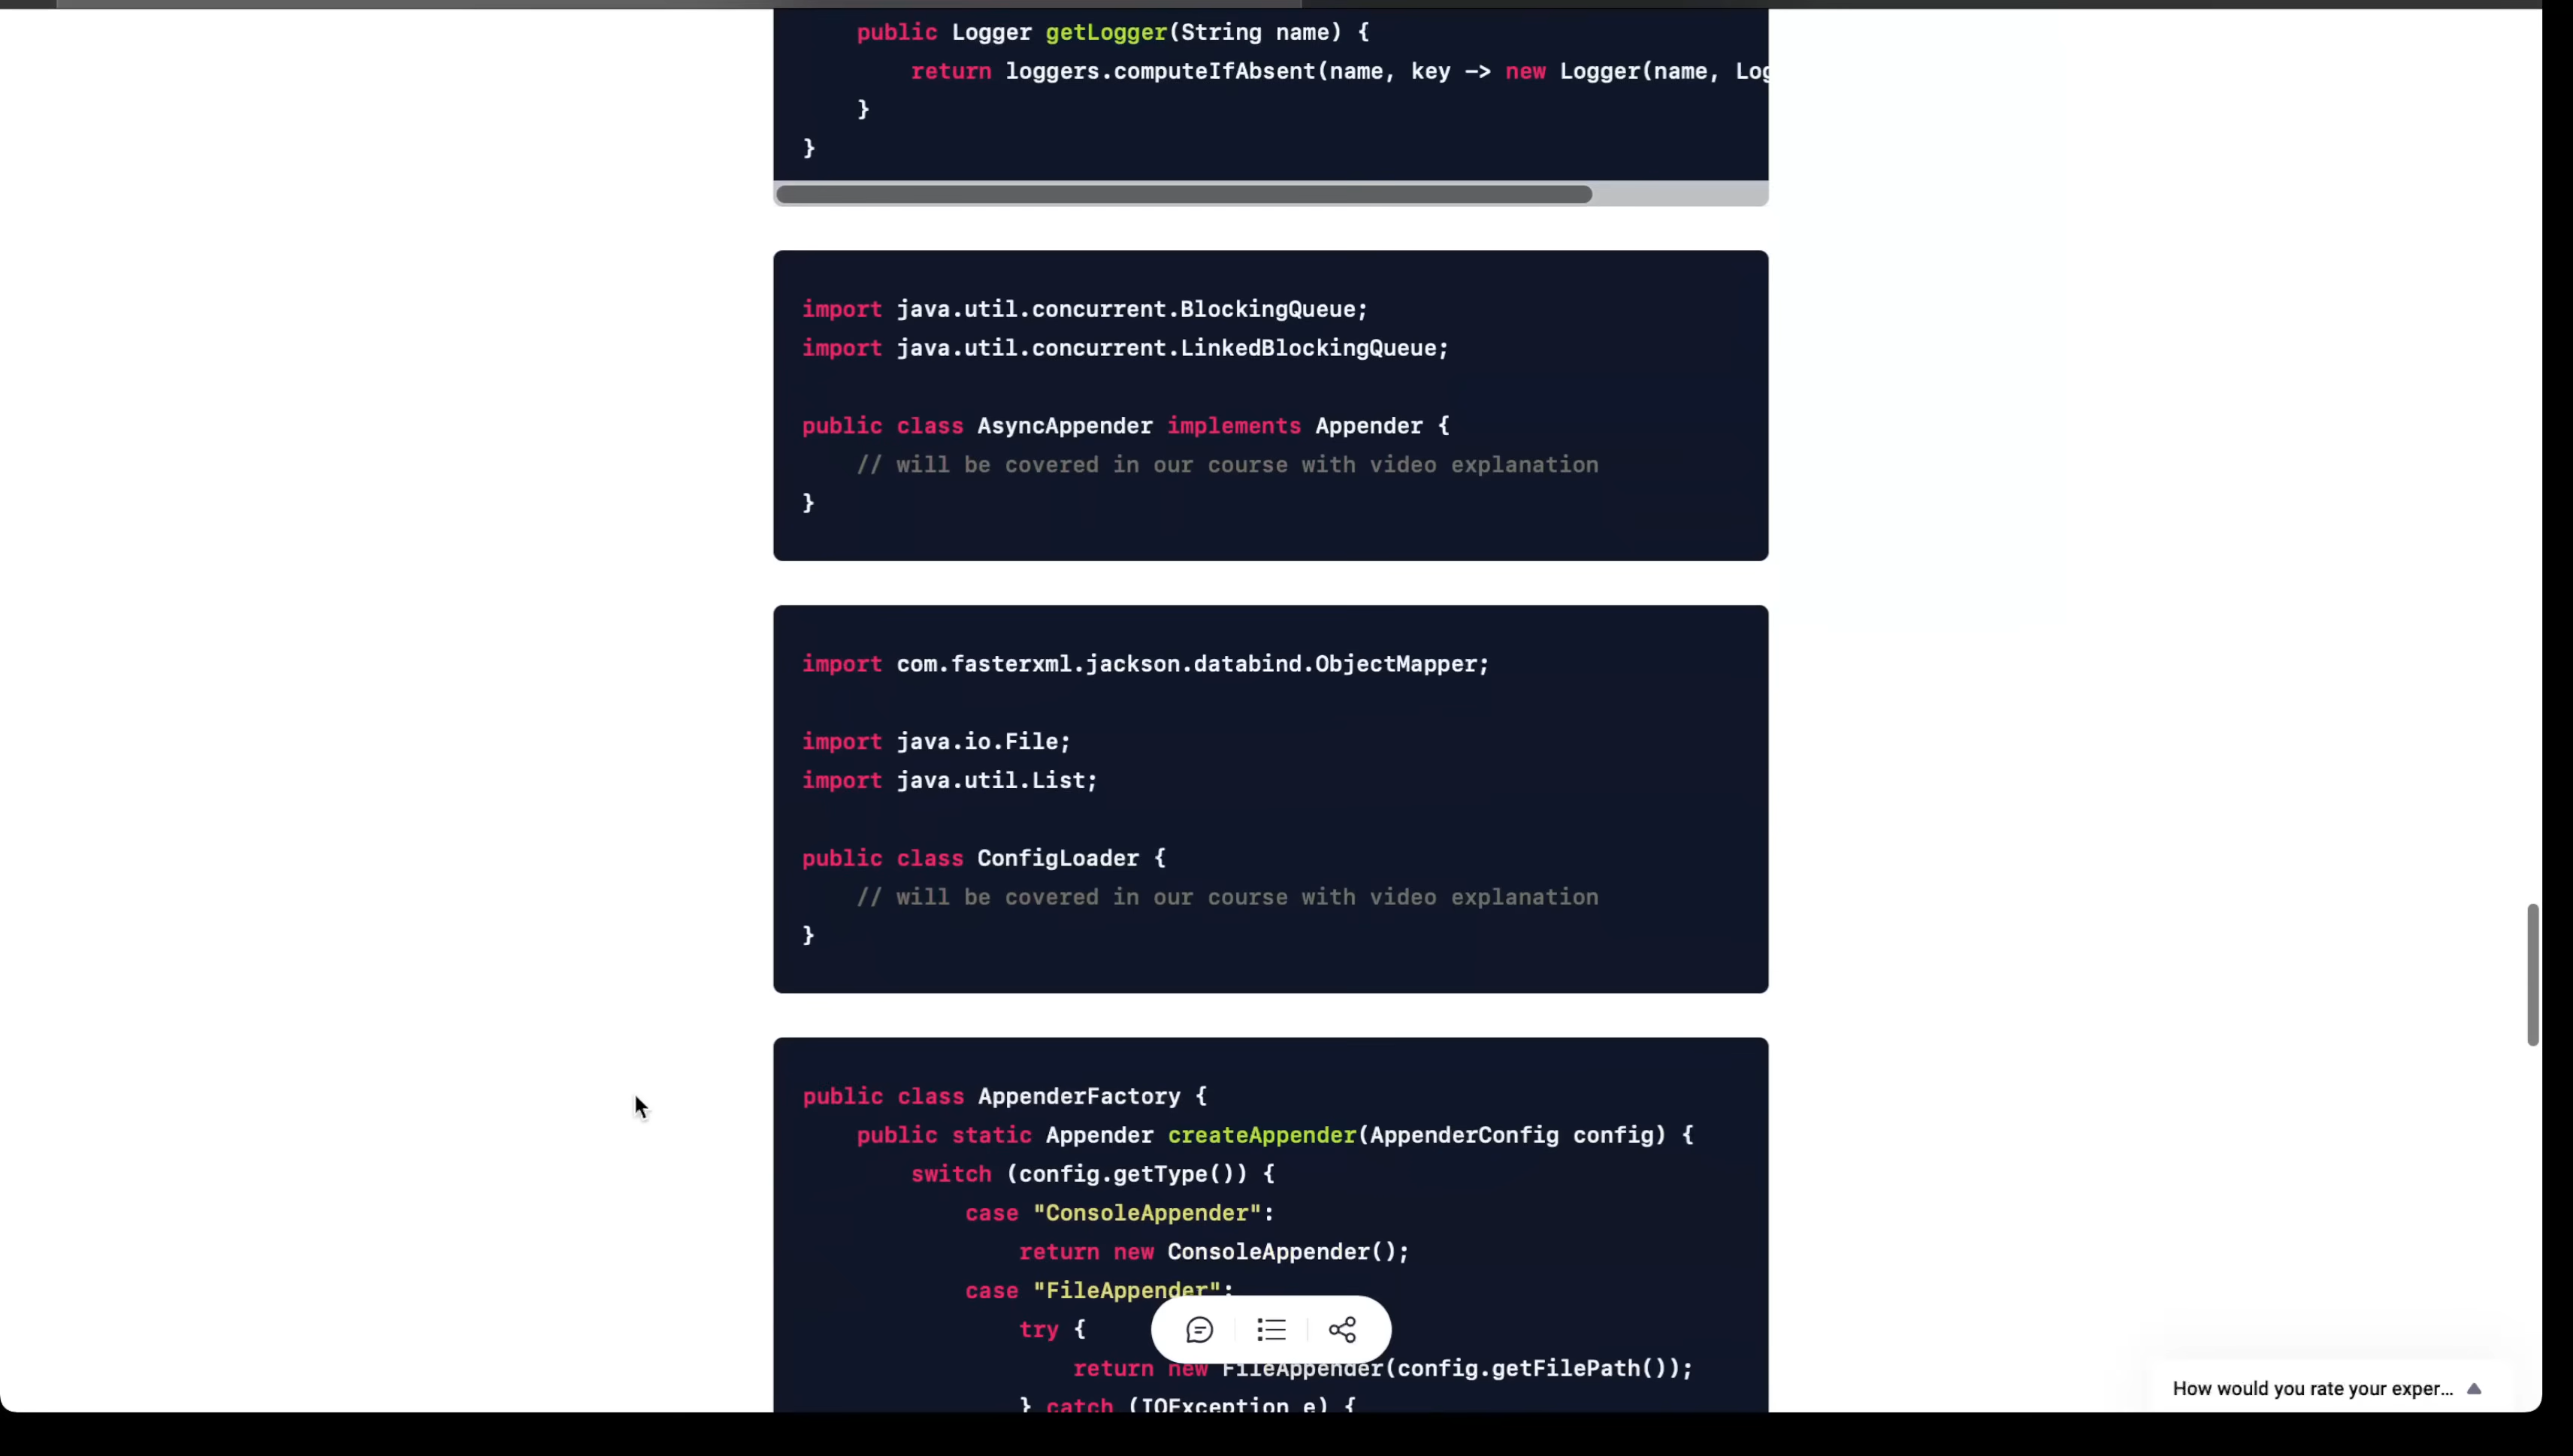 public Logger getLogger(String name) {
return loggers.computeIfAbsent(name, key -> new Logger(name, Log
}
}
import java.util.concurrent.BlockingQueue;
import java.util.concurrent.LinkedBlockingQueue;
public class AsyncAppender implements Appender {
// will be covered in our course with video explanation
}
import com.fasterxml.jackson.databind.ObjectMapper;
import java.io.File;
import java.util.List;
public class ConfigLoader {
// will be covered in our course with video explanation
}
public class AppenderFactory {
public static Appender createAppender(AppenderConfig config) {
switch (config.getType()) {
case "ConsoleAppender":
return new ConsoleAppender();
case "FileAppender":
try {
return new FileAppender(config.getFilePath());
} catch (IOException e) {
How would you rate your exper...